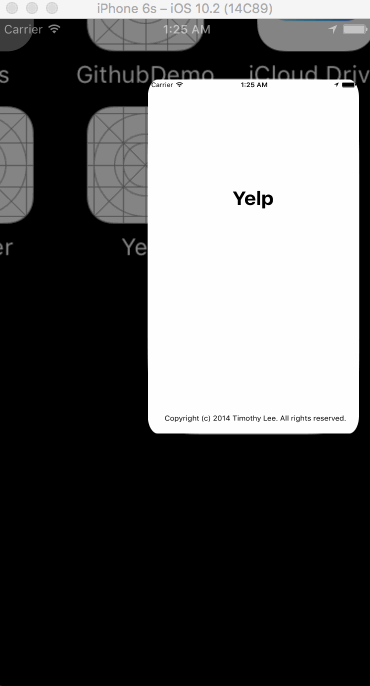 iPhone 6s – iOS 10.2 (14C89)
Carrier 1:25 AM
s GithubDemo iCloud Driv
Carrier 1:25 AM
Yelp
er Ye
Copyright (c) 2014 Timothy Lee. All rights reserved.